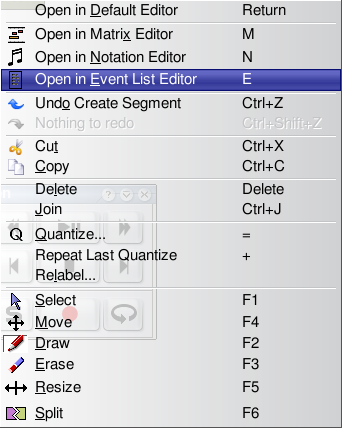 Open in Default Editor Return
Open in Matrix Editor M
Open in Notation Editor N
Open in Event List Editor E
Undo Create Segment Ctrl+Z
Nothing to redo Ctrl+Shift+Z
Cut Ctrl+X
Copy Ctrl+C
Delete Delete
Join Ctrl+J
Q Quantize... =
Repeat Last Quantize +
Relabel...
Select F1
Move F4
Draw F2
Erase F3
Resize F5
Split F6